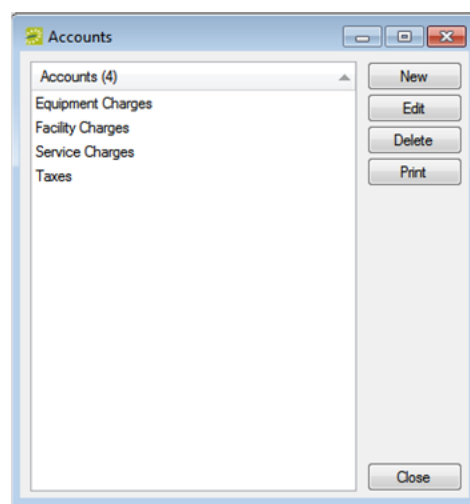 Accounts
Accounts (4)
Equipment Charges
Facility Charges
Service Charges
Taxes
New
Edit
Delete
Print
Close